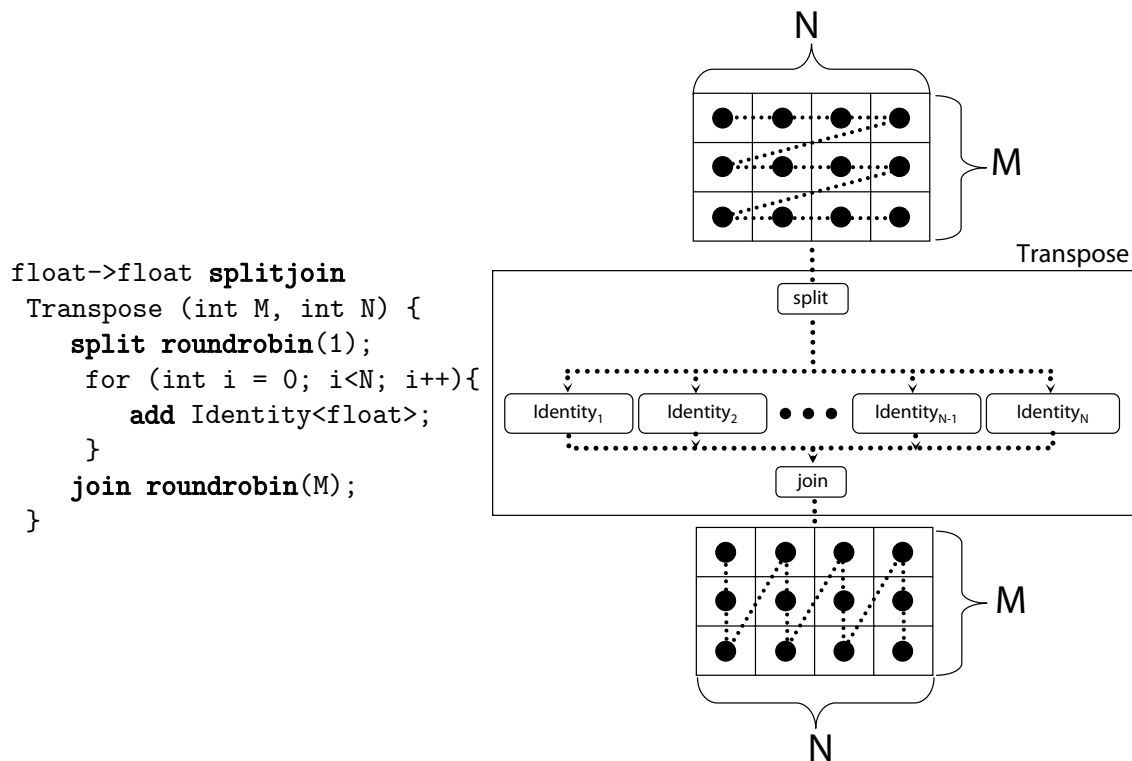 N
M
float->float splitjoin
Transpose (int M, int N) {
split roundrobin(1);
for (int i = 0; i<N; i++){
add Identity<float>;
}
join roundrobin(M);
}
Transpose
split
Identity1 Identity2 IdentityN-1 IdentityN
join
M
N